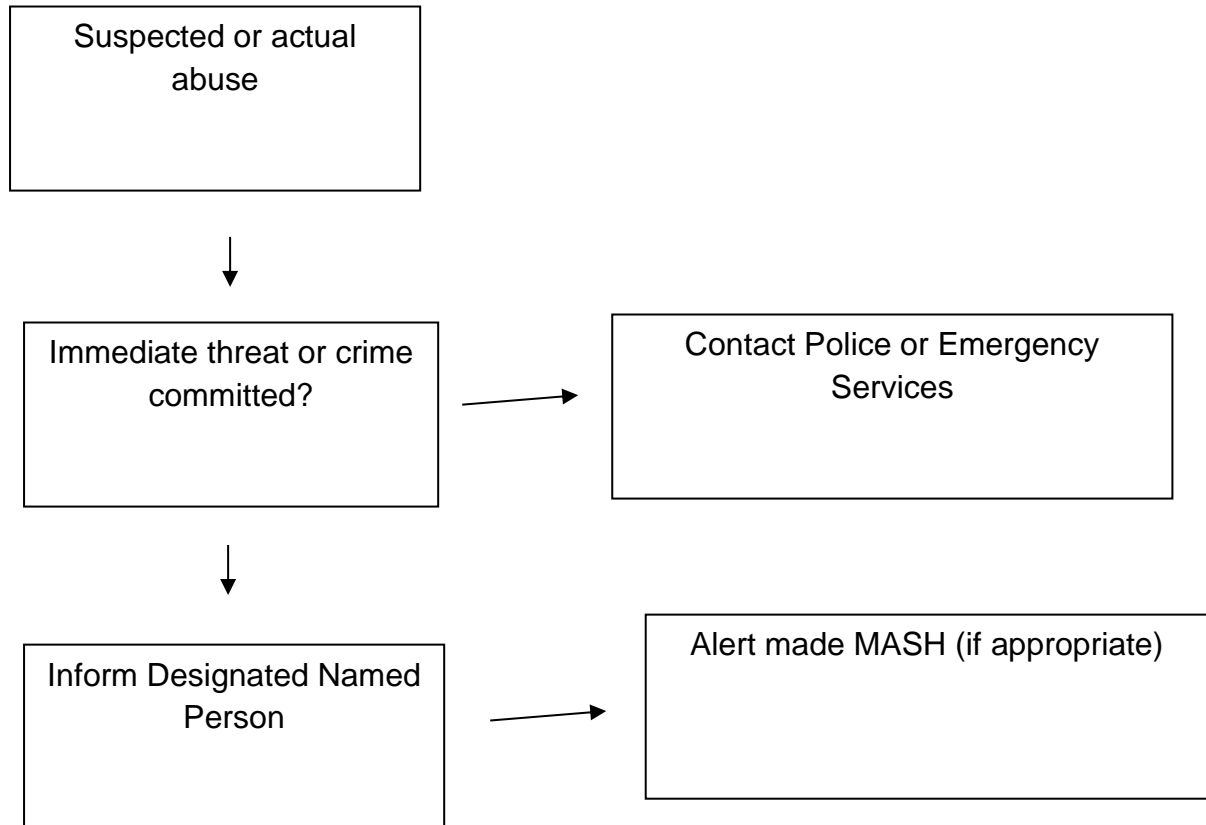 Suspected or actual
abuse
Immediate threat or crime
committed?
Contact Police or Emergency
Services
Inform Designated Named
Person
Alert made MASH (if appropriate)